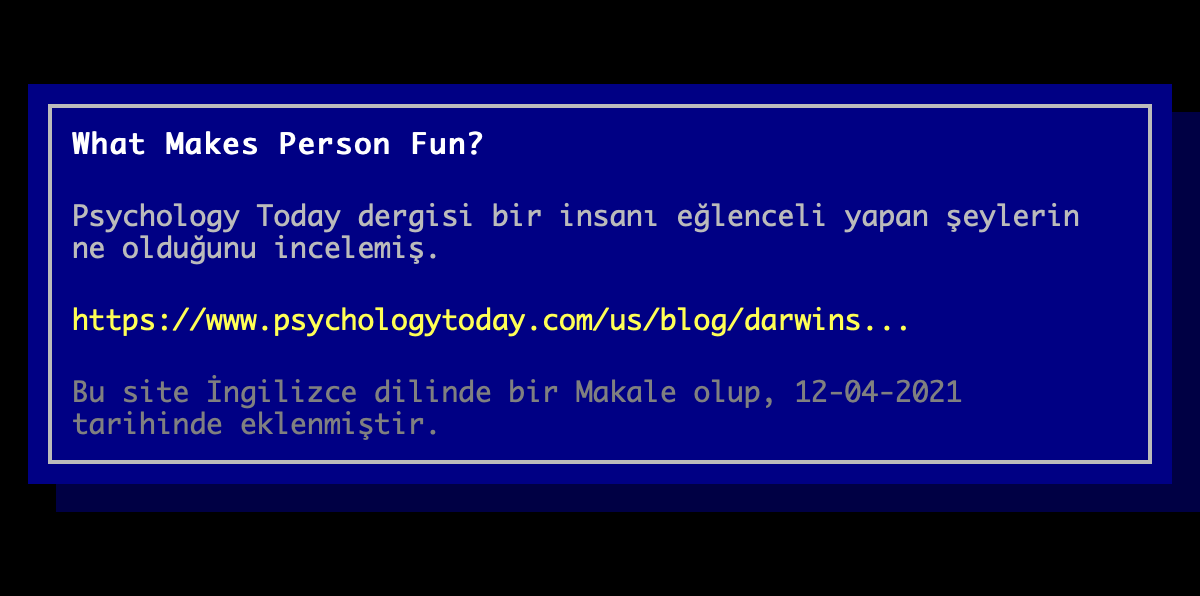 What Makes Person Fun?
Psychology Today dergisi bir insanı eğlenceli yapan şeylerin
ne olduğunu incelemiş.
https://www.psychologytoday.com/us/blog/darwins...
Bu site İngilizce dilinde bir Makale olup, 12-04-2021
tarihinde eklenmiştir.